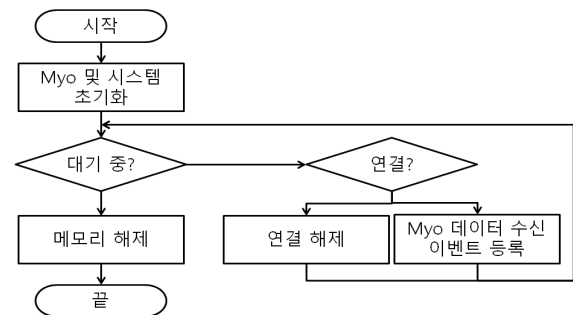 시작
Myo 및 시스템
초기화
대기 중?
연결?
메모리 해제
연결 해제
Myo 데이터 수신
이벤트 등록
끝